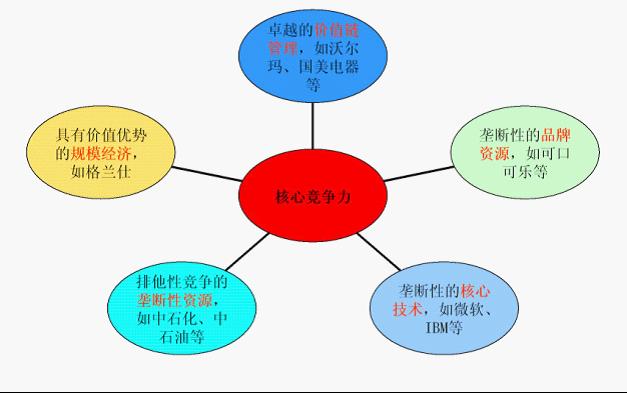 卓越的价值链
管理，如沃尔
玛、国美电器
等
具有价值优势
的规模经济，
如格兰仕
垄断性的品牌
资源，如可口
可乐等
核心竞争力
排他性竞争的
垄断性资源，
如中石化、中
石油等
垄断性的核心
技术，如微软、
IBM等